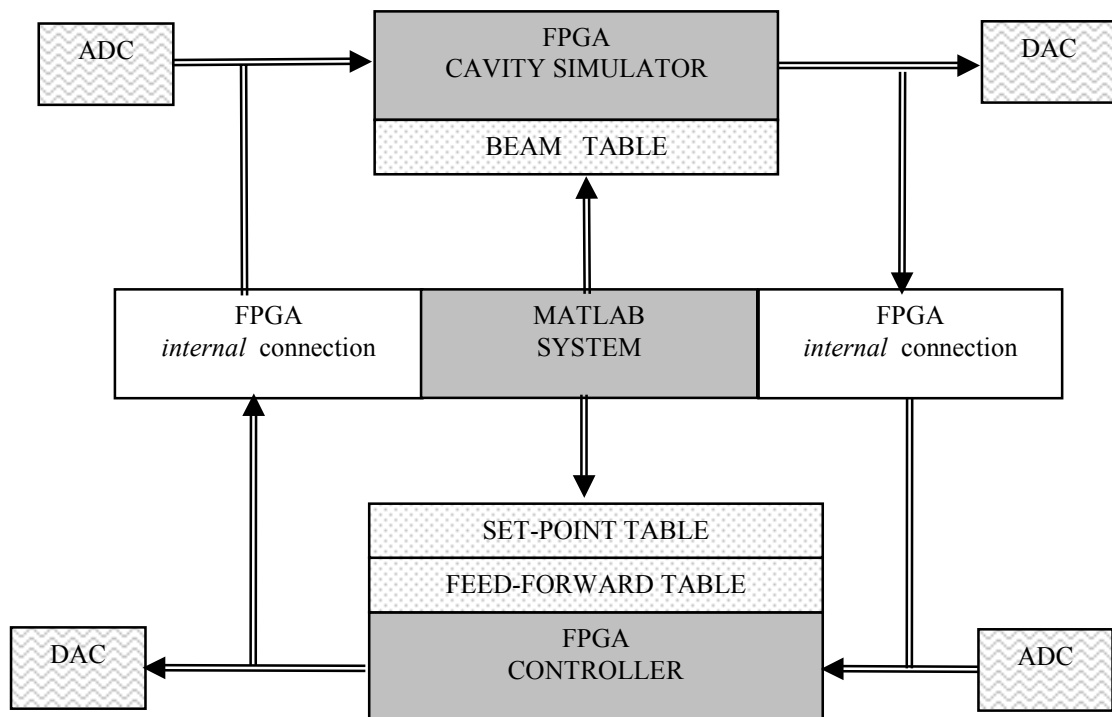 ADC
FPGA
CAVITY SIMULATOR
DAC
BEAM TABLE
FPGA
internal connection
MATLAB
SYSTEM
FPGA
internal connection
SET-POINT TABLE
FEED-FORWARD TABLE
DAC
FPGA
CONTROLLER
ADC